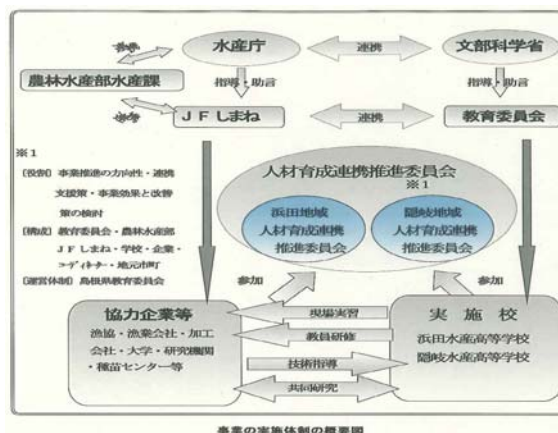 水産庁
連携
文部科学省
連携
指導・助言
指導・助言
農林水産部水産課
JFしまね
連携
教育委員会
連携
※1
〔役割〕事業推進の方向性・連携
支援策・事業効果と改善
策の検討
〔構成〕教育委員会・農林水産部
JFしまね・学校・企業・
コーディネーター・地元市町
〔運営体制〕島根県教育委員会
人材育成連携推進委員会
※1
浜田地域
人材育成連携
推進委員会
隠岐地域
人材育成連携
推進委員会
参加
参加
協力企業等
漁協・漁業会社・加工
会社・大学・研究機関
・種苗センター等
現場実習
教員研修
技術指導
共同研究
実施校
浜田水産高等学校
隠岐水産高等学校
事業の実施体制の概要図